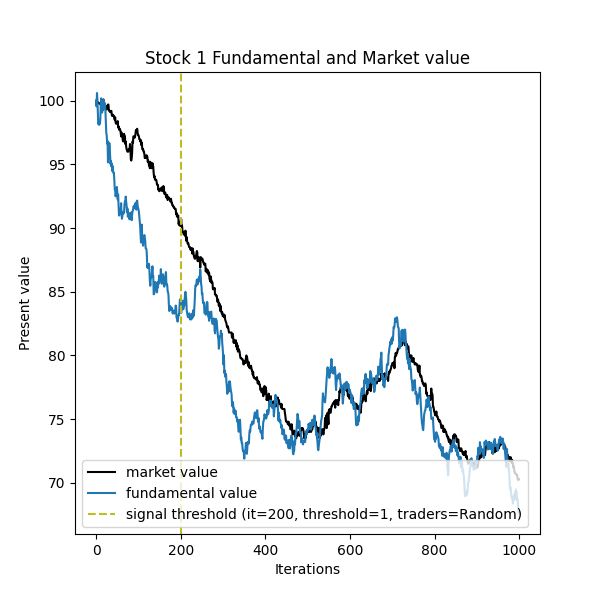 Stock 1 Fundamental and Market value
Present value
100
95
90
85
80
75
70
market value
fundamental value
signal threshold (it=200, threshold=1, traders=Random)
0 200 400 600 800 1000
Iterations